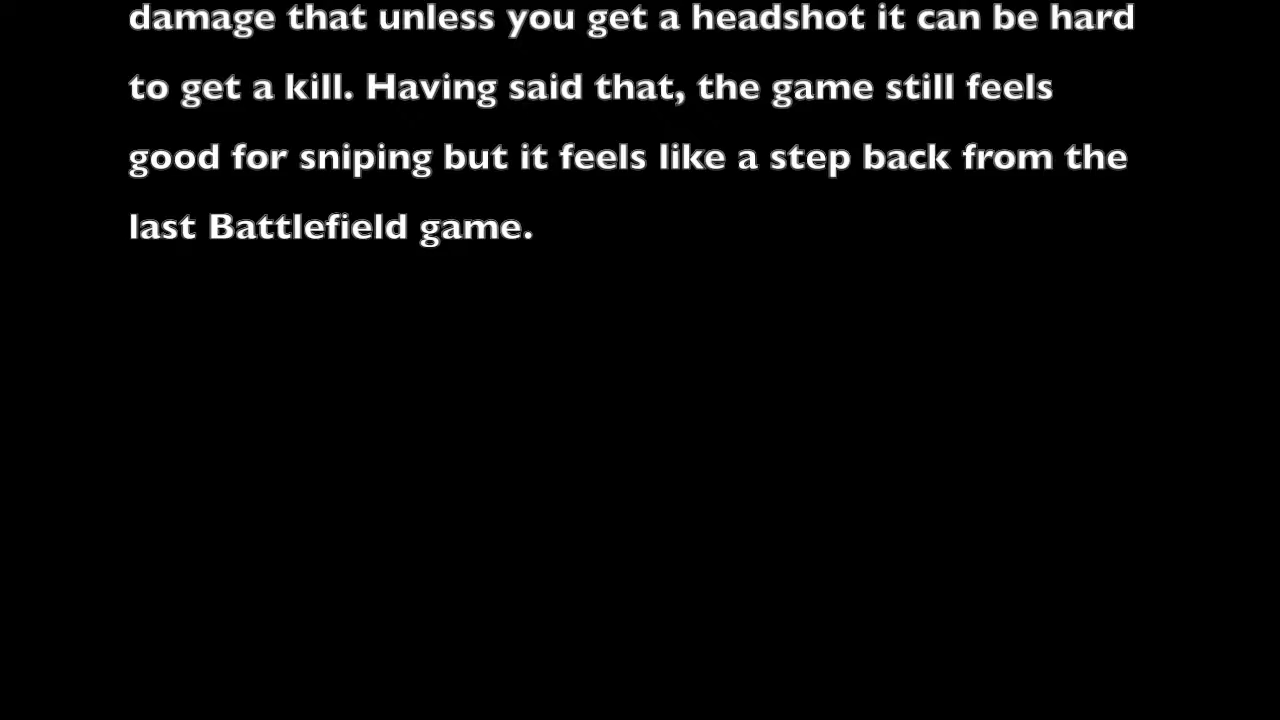 damage that unless you get a headshot it can be hard
to get a kill. Having said that, the game still feels
good for sniping but it feels like a step back from the
last Battlefield game.